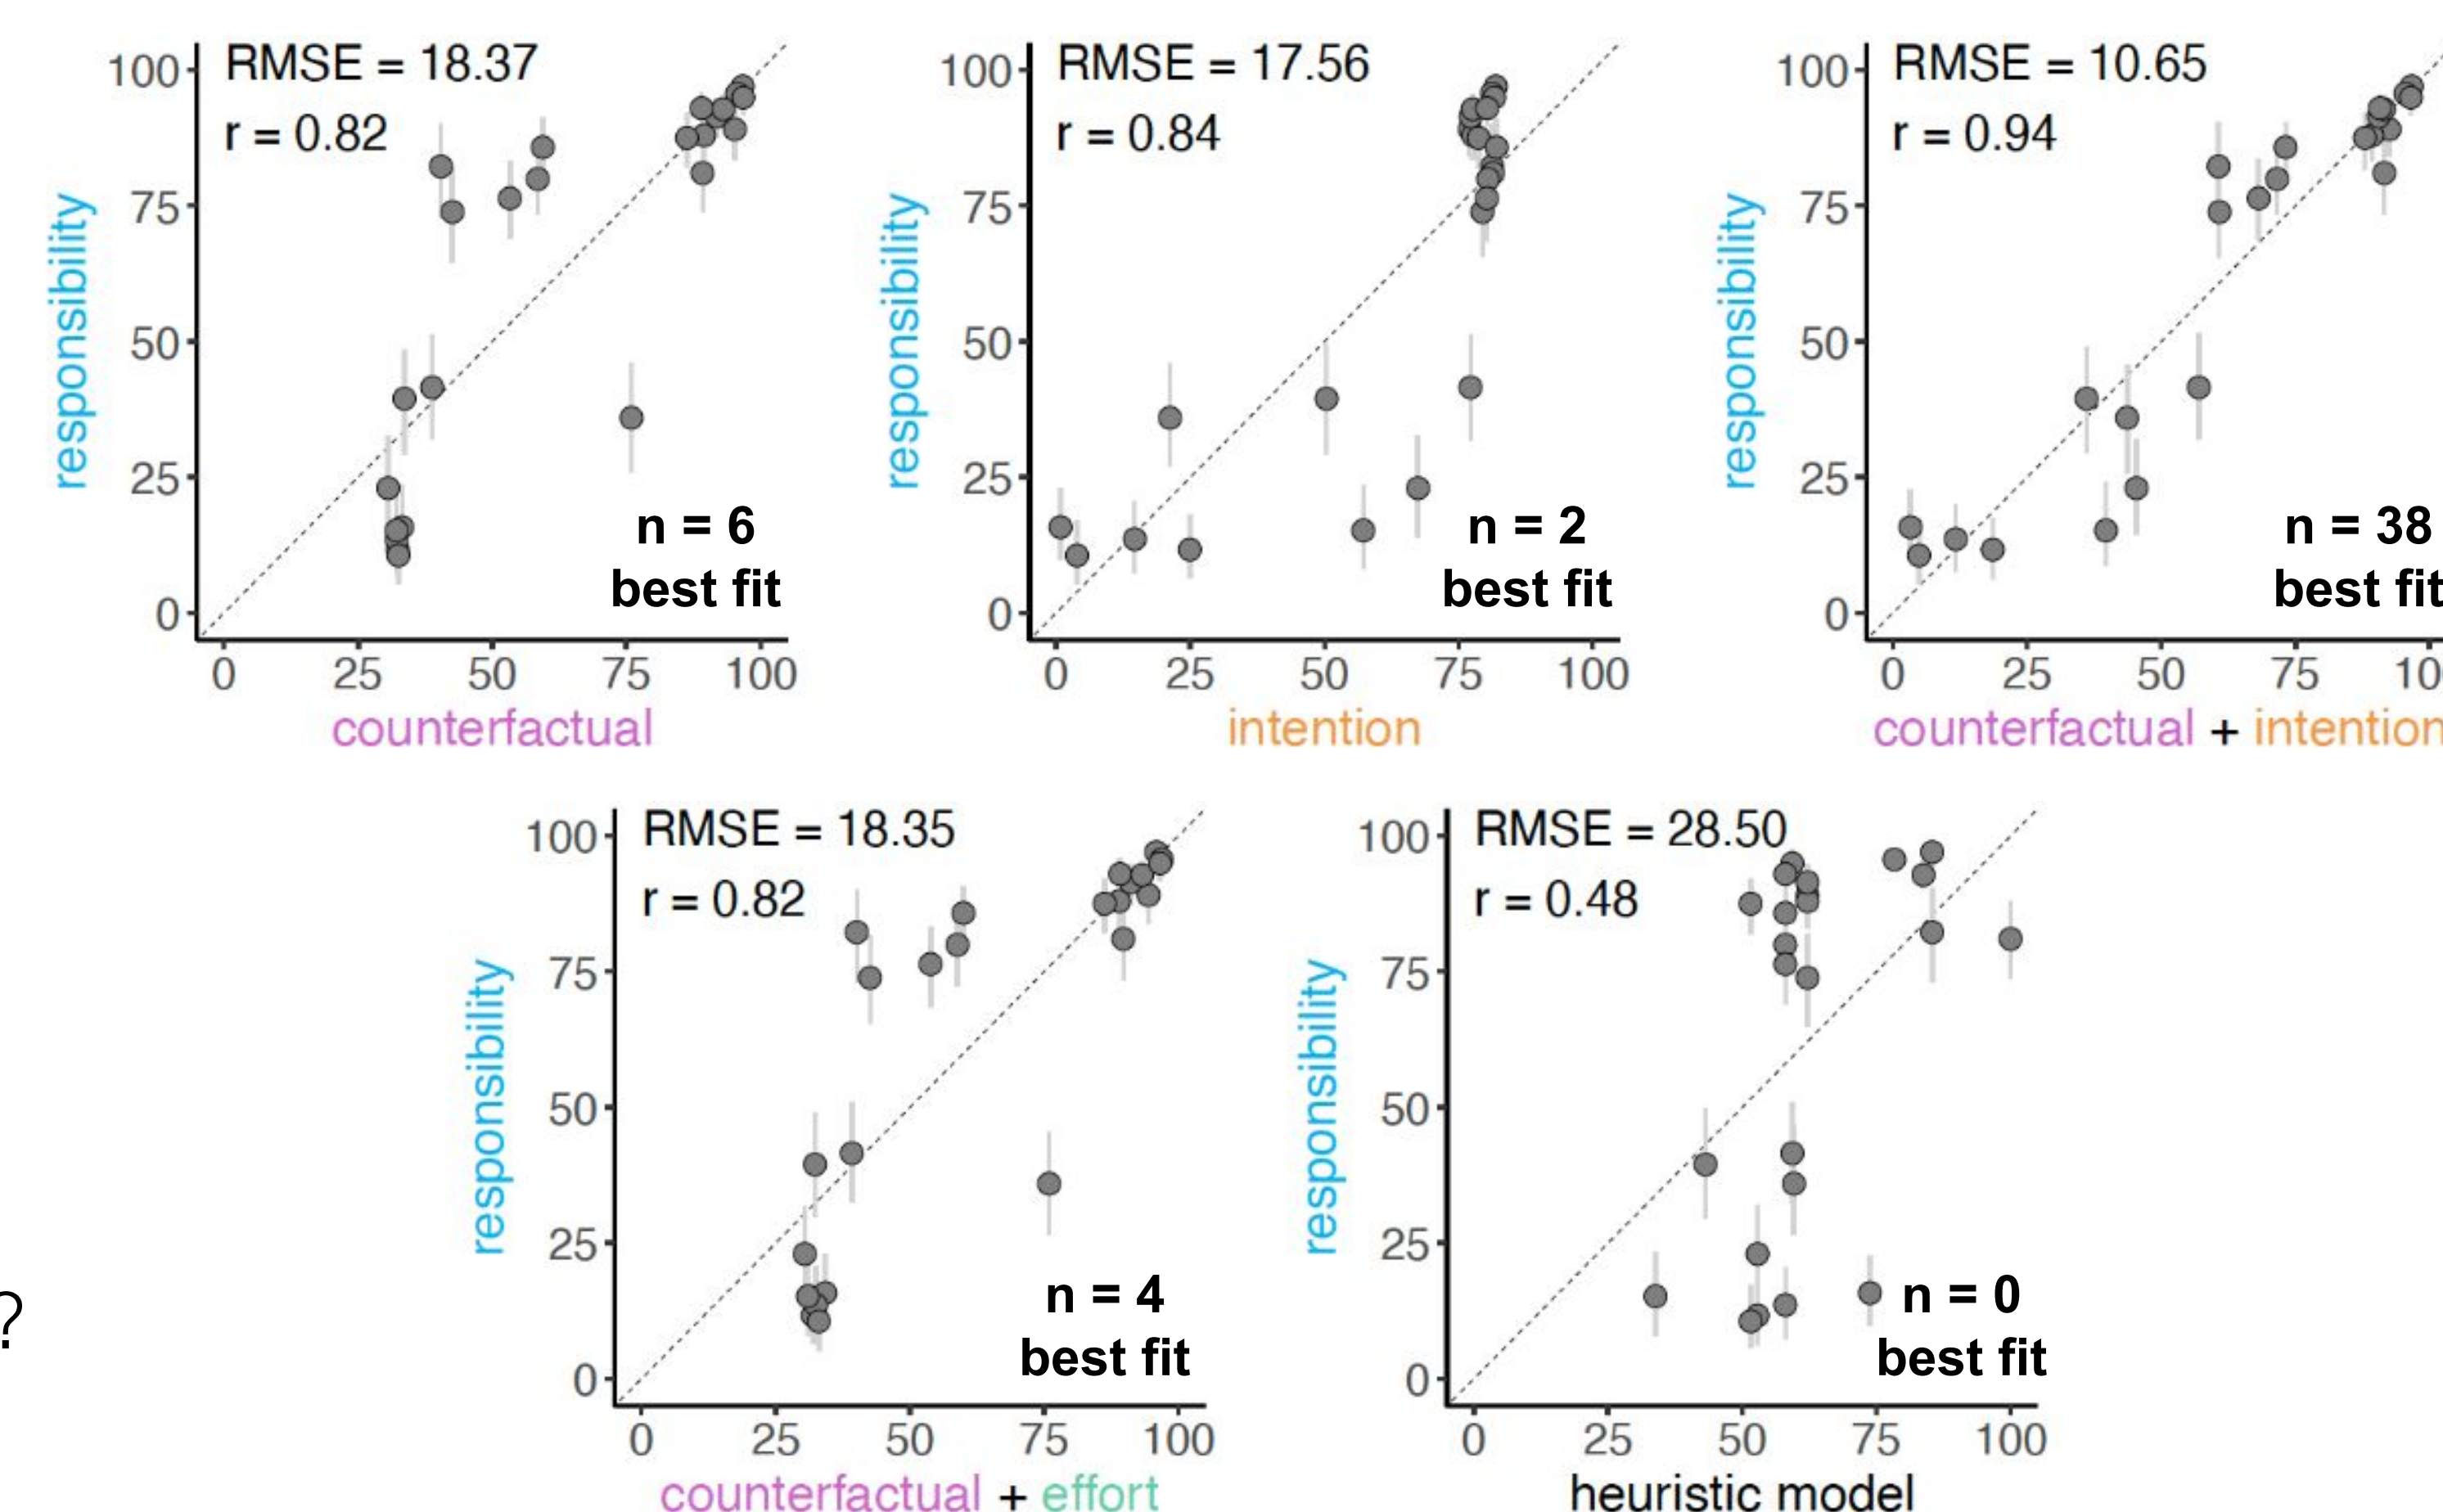 RMSE = 18.37
r = 0.82
100
75
50
25
0
responsibility
n = 6
best fit
0 25 50 75 100
counterfactual
RMSE = 17.56
r = 0.84
100
75
50
25
0
responsibility
n = 2
best fit
0 25 50 75 100
intention
RMSE = 10.65
r = 0.94
100
75
50
25
0
responsibility
n = 38
best fit
0 25 50 75 10
counterfactual + intention
RMSE = 18.35
r = 0.82
100
75
50
25
0
responsibility
n = 4
best fit
0 25 50 75 100
counterfactual + effort
RMSE = 28.50
r = 0.48
100
75
50
25
0
responsibility
n = 0
best fit
0 25 50 75 100
heuristic model
?